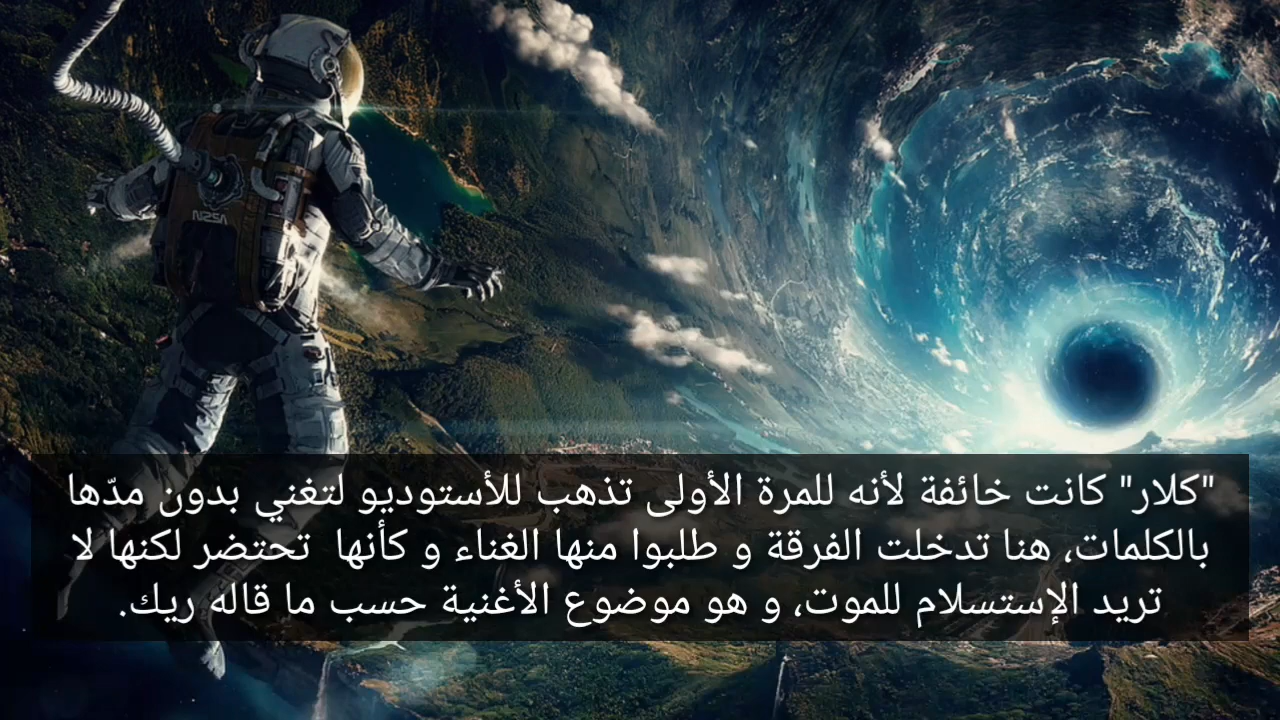 NASA
"كلار" كانت خائفة لأنه للمرة الأولى تذهب للأستوديو لتغني بدون مدّها
بالكلمات، هنا تدخلت الفرقة و طلبوا منها الغناء و كأنها  تحتضر لكنها لا
تريد الإستسلام للموت، و هو موضوع الأغنية حسب ما قاله ريك.